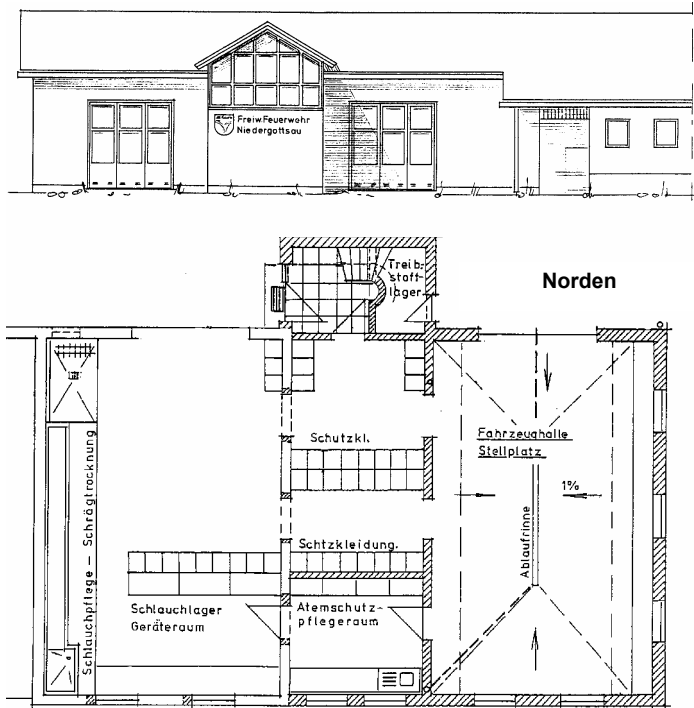 Freiw. Feuerwehr
Niedergottsau
Norden
Treib-
stoff-
lager
Schutzkl.
Fahrzeughalle
Stellplatz
1%
Ablaufrinne
Schtzkleidung.
Schlauchpflege – Schrägtrocknung
Schlauchlager
Geräteraum
Atemschutz-
pflegeraum